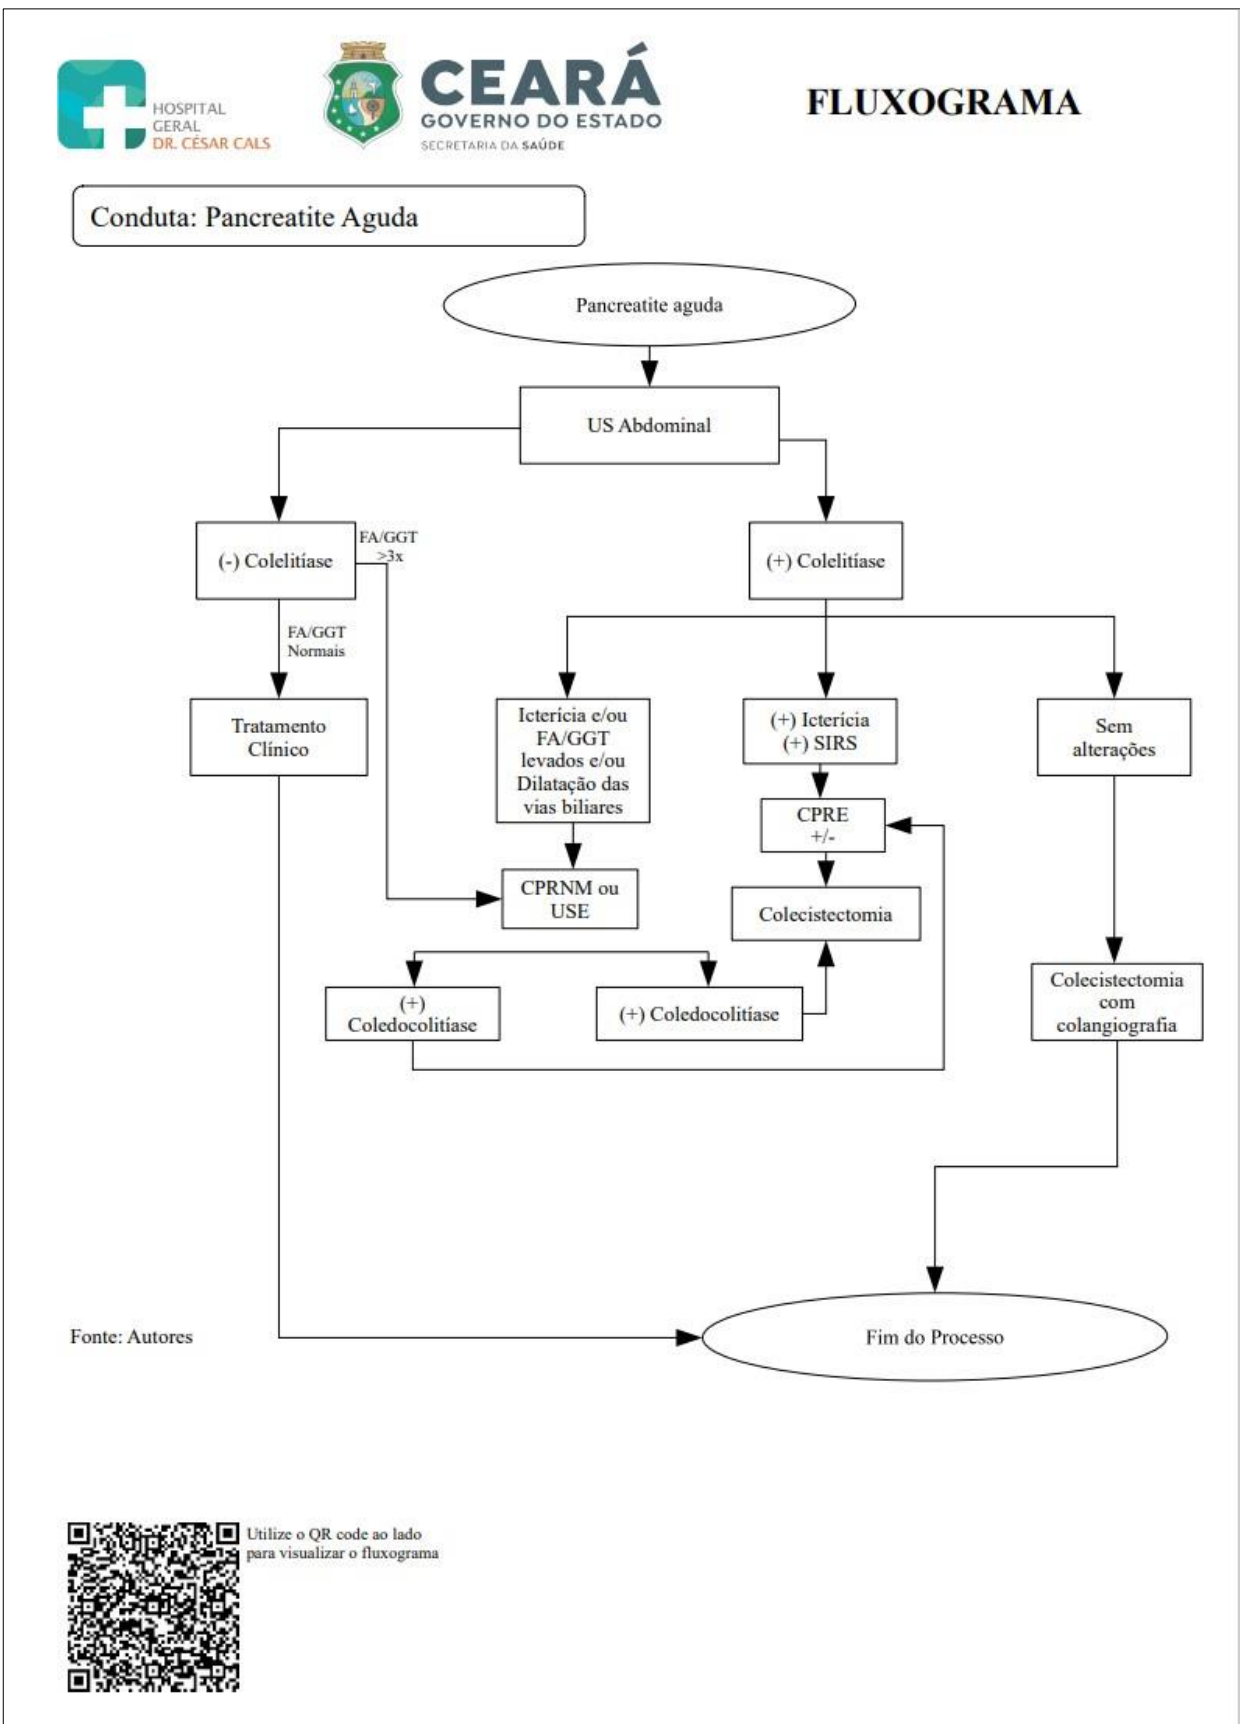 HOSPITAL
GERAL
DR. CÉSAR CALS
CEARÁ
GOVERNO DO ESTADO
SECRETARIA DA SAÚDE
FLUXOGRAMA
Conduta: Pancreatite Aguda
Pancreatite aguda
US Abdominal
(-) Colelitíase
FA/GGT
>3x
(+) Colelitíase
FA/GGT
Normais
Tratamento
Clínico
Icterícia e/ou
FA/GGT
levados e/ou
Dilatação das
vias biliares
(+) Icterícia
(+) SIRS
Sem
alterações
CPRE
+/-
CPRNM ou
USE
Colecistectomia
(+)
Coledocolitíase
(+) Coledocolitíase
Colecistectomia
com
colangiografia
Fonte: Autores
Fim do Processo
Utilize o QR code ao lado
para visualizar o fluxograma